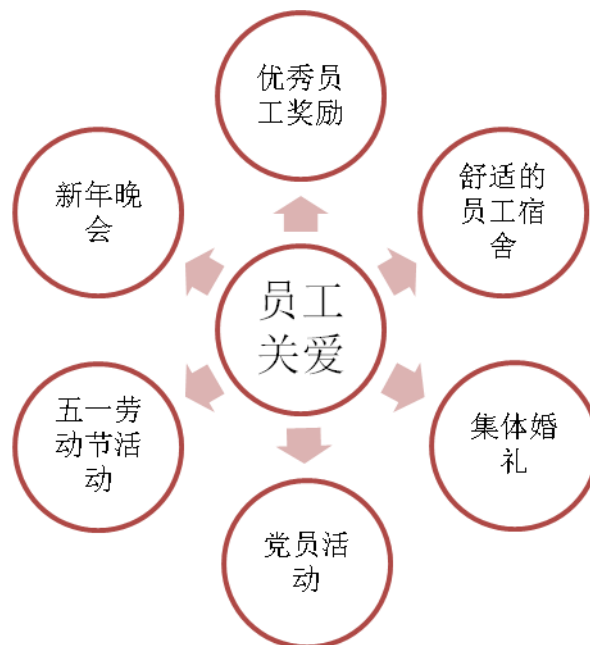 优秀员
工奖励
新年晚
会
舒适的
员工宿
舍
员工
关爱
五一劳
动节活
动
集体婚
礼
党员活
动